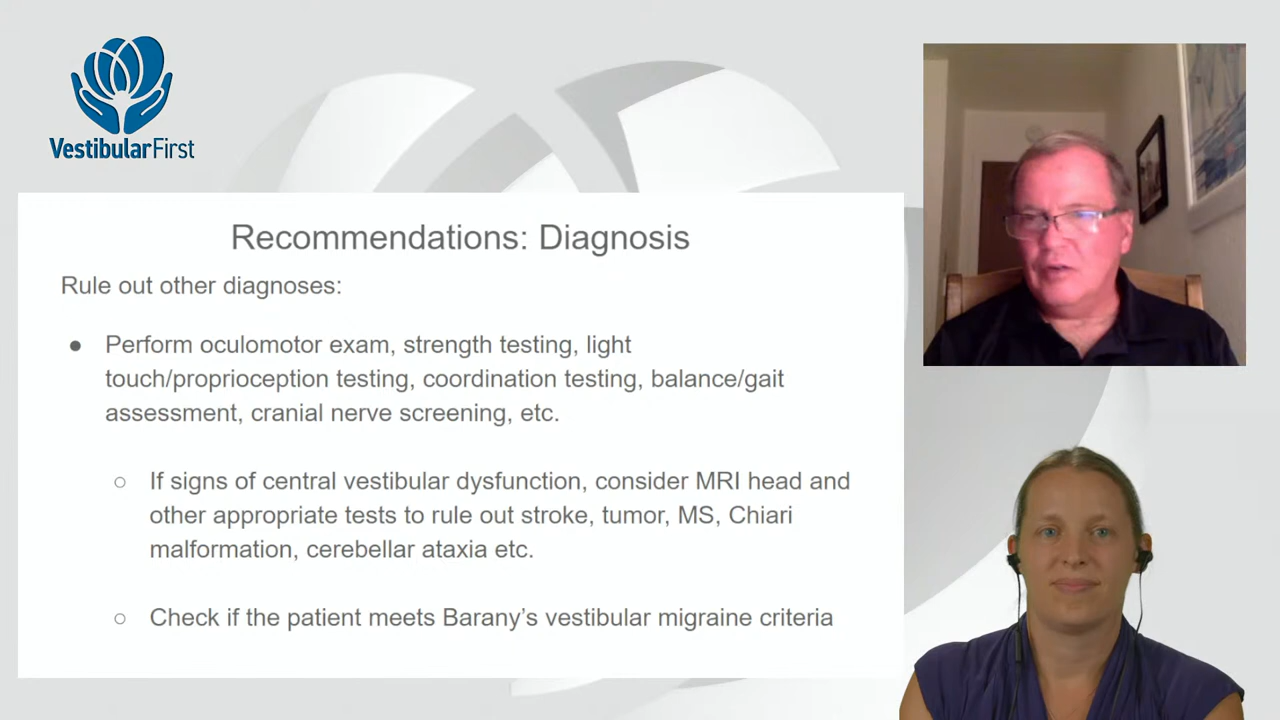 VestibularFirst
Recommendations: Diagnosis
Rule out other diagnoses:
● Perform oculomotor exam, strength testing, light
touch/proprioception testing, coordination testing, balance/gait
assessment, cranial nerve screening, etc.
○ If signs of central vestibular dysfunction, consider MRI head and
other appropriate tests to rule out stroke, tumor, MS, Chiari
malformation, cerebellar ataxia etc.
○ Check if the patient meets Barany’s vestibular migraine criteria